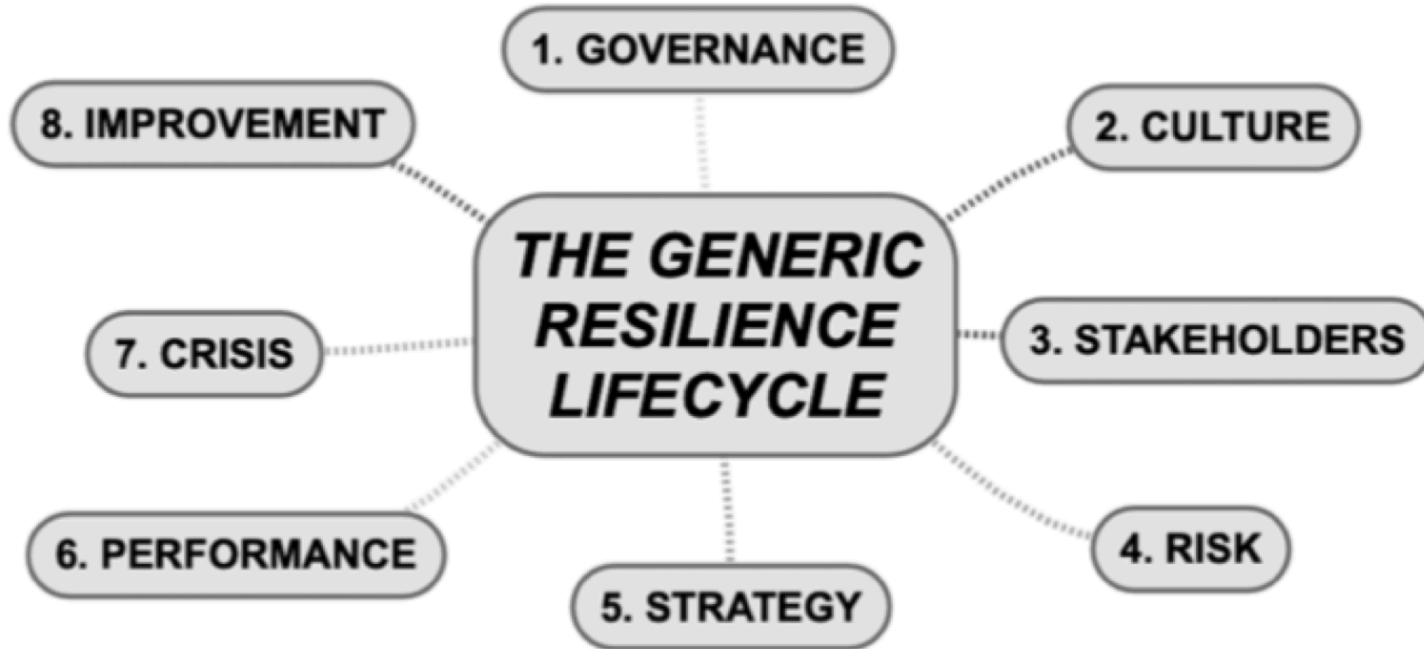 1. GOVERNANCE
2. CULTURE
3. STAKEHOLDERS
4. RISK
5. STRATEGY
6. PERFORMANCE
7. CRISIS
8. IMPROVEMENT
THE GENERIC
RESILIENCE
LIFECYCLE